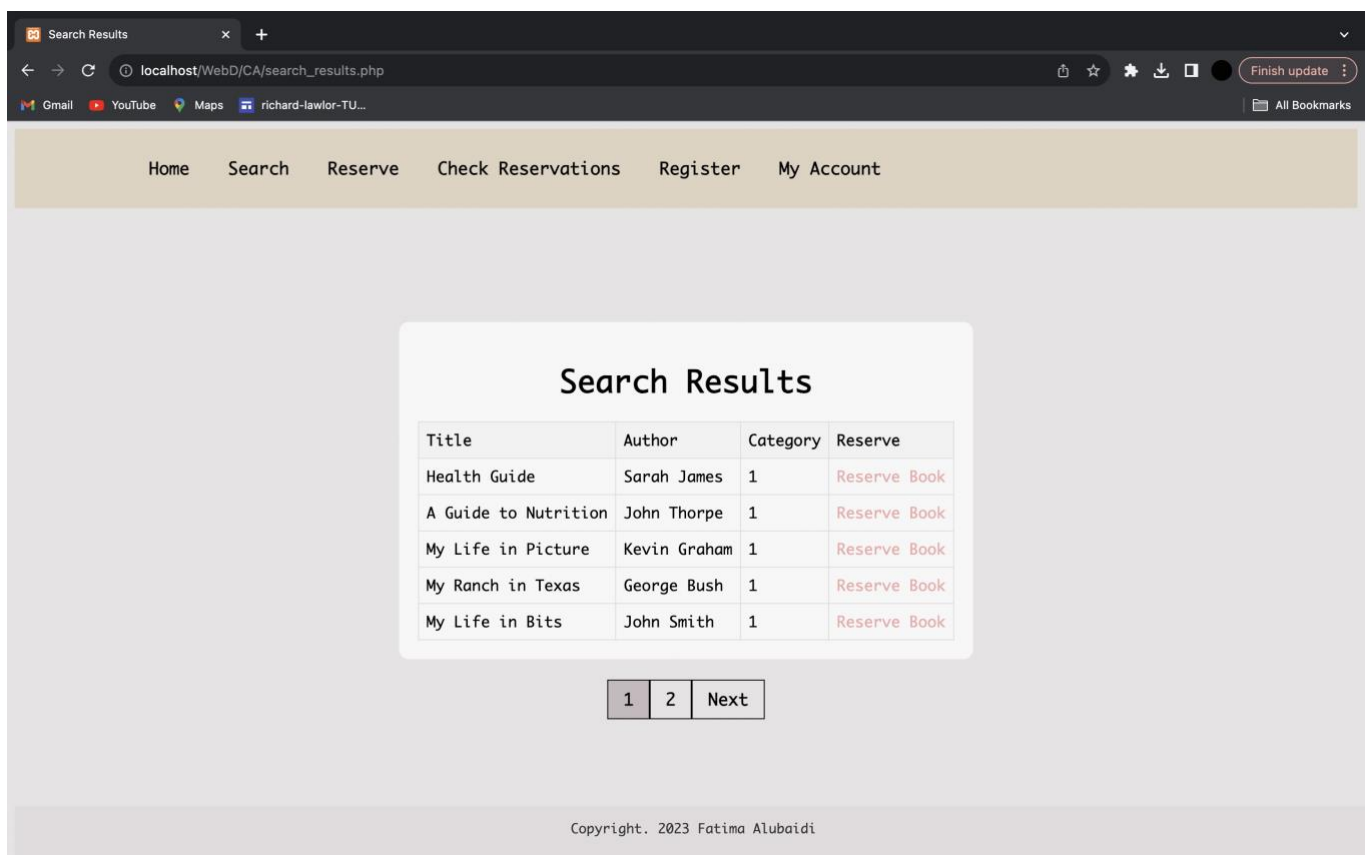 Search Results
localhost/WebD/CA/search_results.php
Finish update
Gmail YouTube Maps richard-lawlor-TU... All Bookmarks
Home Search Reserve Check Reservations Register My Account
Search Results
Title Author Category Reserve
Health Guide Sarah James 1 Reserve Book
A Guide to Nutrition John Thorpe 1 Reserve Book
My Life in Picture Kevin Graham 1 Reserve Book
My Ranch in Texas George Bush 1 Reserve Book
My Life in Bits John Smith 1 Reserve Book
1 2 Next
Copyright. 2023 Fatima Alubaidi